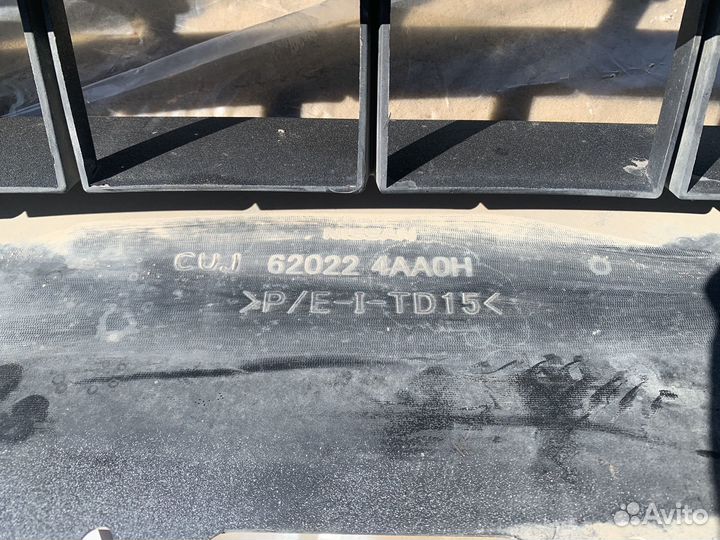 CUJ 62022 4AA0H
>P/E-I-TD15<
Avito